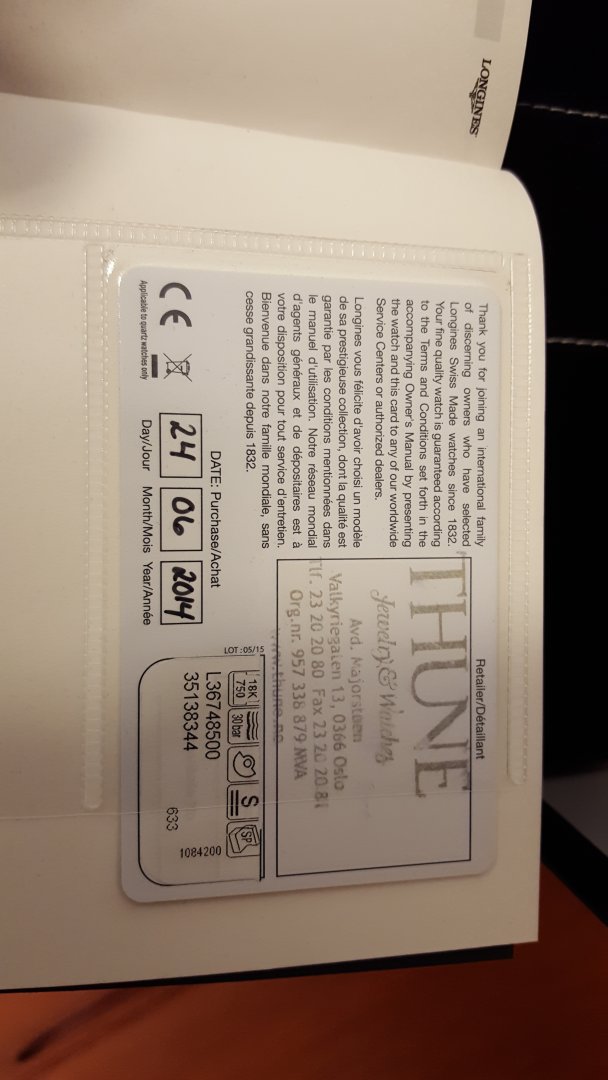 LONGINES
Thank you for joining an international family
of discerning owners who have selected
Longines Swiss Made watches since 1832.
Your fine quality watch is guaranteed according
to the Terms and Conditions set forth in the
accompanying Owner's Manual by presenting
the watch and this card to any of our worldwide
Service Centers or authorized dealers.
Longines vous félicite d'avoir choisi un modèle
de sa prestigieuse collection, dont la qualité est
garantie par les conditions mentionnées dans
le manuel d'utilisation. Notre réseau mondial
d'agents généraux et de dépositaires est à
votre disposition pour tout service d'entretien.
Bienvenue dans notre famille mondiale, sans
cesse grandissante depuis 1832.
Retailer/Détaillant
THUNE
Jewelry & Watches
Avd. Majorstuen
Valkyriegaten 13, 0366 Oslo
Tlf. 23 20 20 80 Fax 23 20 20 81
Org.nr. 957 338 879 MVA
www.thune.no
DATE: Purchase/Achat
24 06 2014
Day/Jour Month/Mois Year/Année
CE
Applicable to quartz watches only
LOT : 05/15
18K 750 30 bar S SP
L36748500
35138344
633
1084200